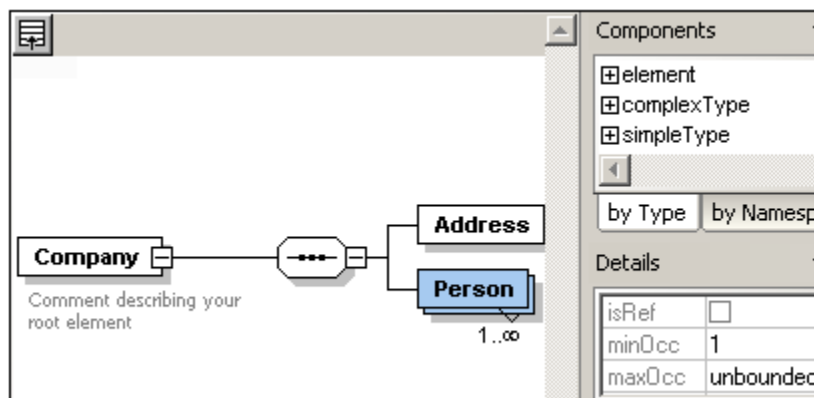 Components
element
complexType
simpleType
by Type
by Namesp
Address
Company
Person
Comment describing your
root element
1..∞
Details
isRef
minOcc 1
maxOcc unbounded